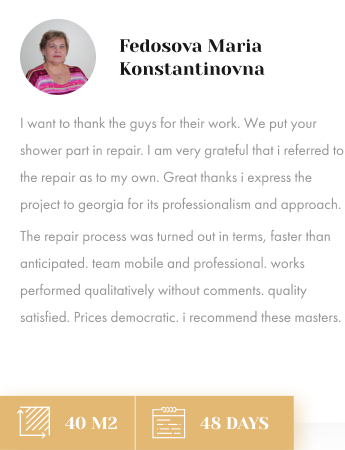 Fedosova Maria
Konstantinovna
I want to thank the guys for their work. We put your
shower part in repair. I am very grateful that i referred to
the repair as to my own. Great thanks i express the
project to georgia for its professionalism and approach.
The repair process was turned out in terms, faster than
anticipated. team mobile and professional. works
performed qualitatively without comments. quality
satisfied. Prices democratic. i recommend these masters.
40 M2
48 DAYS